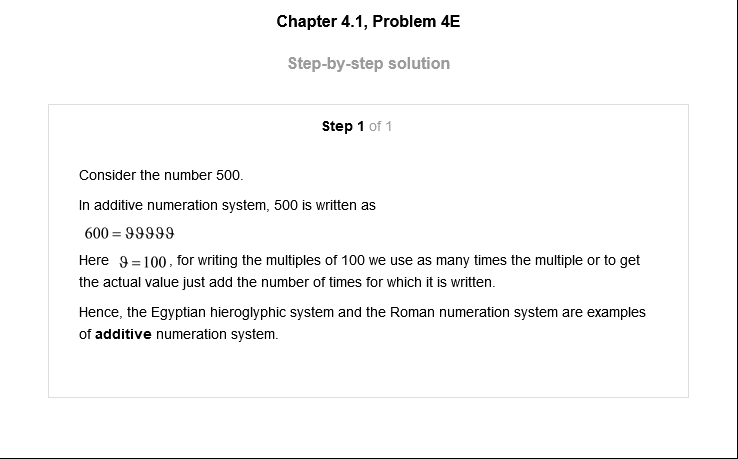 Chapter 4.1, Problem 4E
Step-by-step solution
Step 1 of 1
Consider the number 500.
In additive numeration system, 500 is written as
600 = 99999
Here 9 = 100, for writing the multiples of 100 we use as many times the multiple or to get
the actual value just add the number of times for which it is written.
Hence, the Egyptian hieroglyphic system and the Roman numeration system are examples
of additive numeration system.